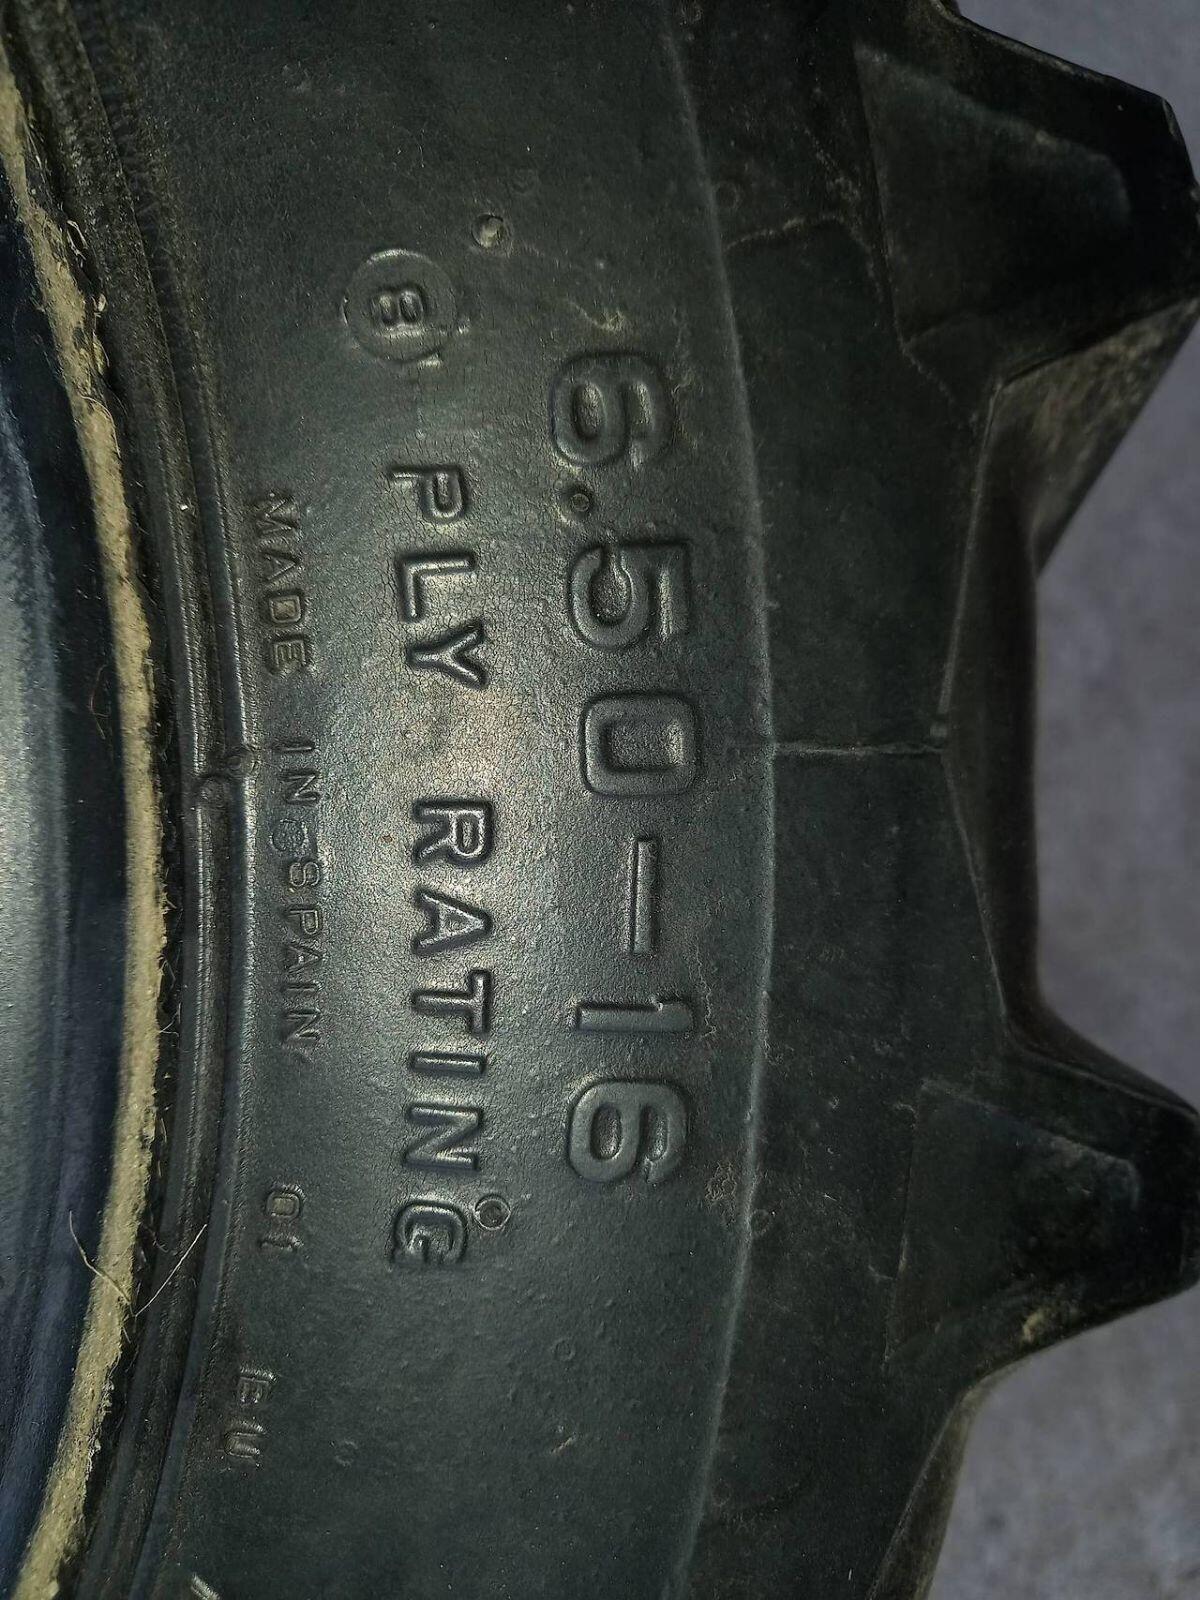 6.50-16
8 PLY RATING
MADE IN SPAIN 01 EU